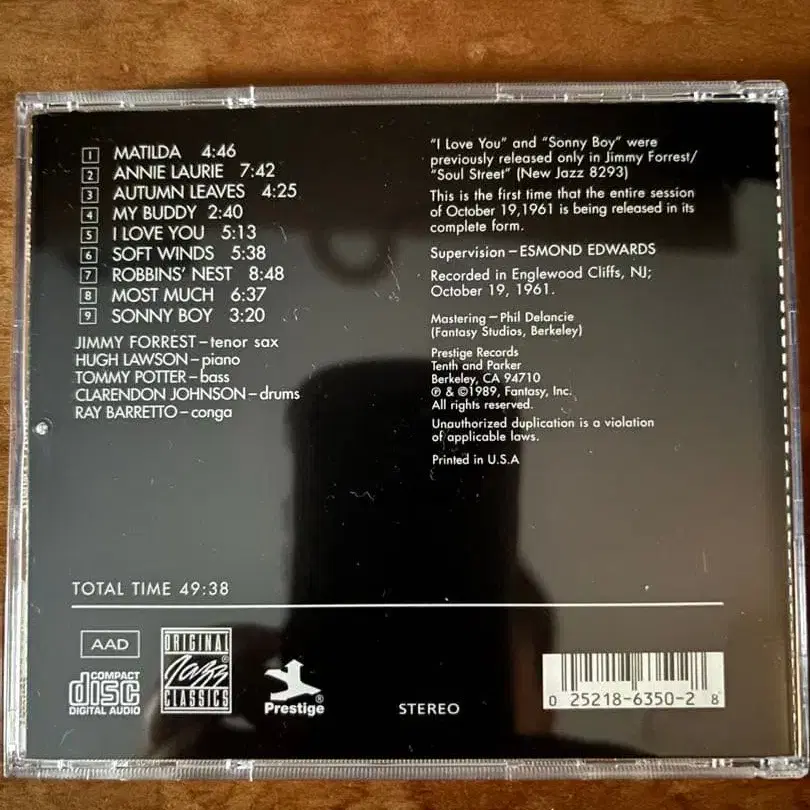 1 MATILDA 4:46
2 ANNIE LAURIE 7:42
3 AUTUMN LEAVES 4:25
4 MY BUDDY 2:40
5 I LOVE YOU 5:13
6 SOFT WINDS 5:38
7 ROBBINS' NEST 8:48
8 MOST MUCH 6:37
9 SONNY BOY 3:20
JIMMY FORREST – tenor sax
HUGH LAWSON – piano
TOMMY POTTER – bass
CLARENDON JOHNSON – drums
RAY BARRETTO – conga
"I Love You" and "Sonny Boy" were
previously released only in Jimmy Forrest/
"Soul Street" (New Jazz 8293)
This is the first time that the entire session
of October 19,1961 is being released in its
complete form.
Supervision – ESMOND EDWARDS
Recorded in Englewood Cliffs, NJ;
October 19, 1961.
Mastering – Phil Delancie
(Fantasy Studios, Berkeley)
Prestige Records
Tenth and Parker
Berkeley, CA 94710
℗ & ©1989, Fantasy, Inc.
All rights reserved.
Unauthorized duplication is a violation
of applicable laws.
Printed in U.S.A
TOTAL TIME 49:38
AAD
COMPACT
disc
DIGITAL AUDIO
ORIGINAL
Jazz ®
CLASSICS
®
Prestige
STEREO
0 25218-6350-2 8